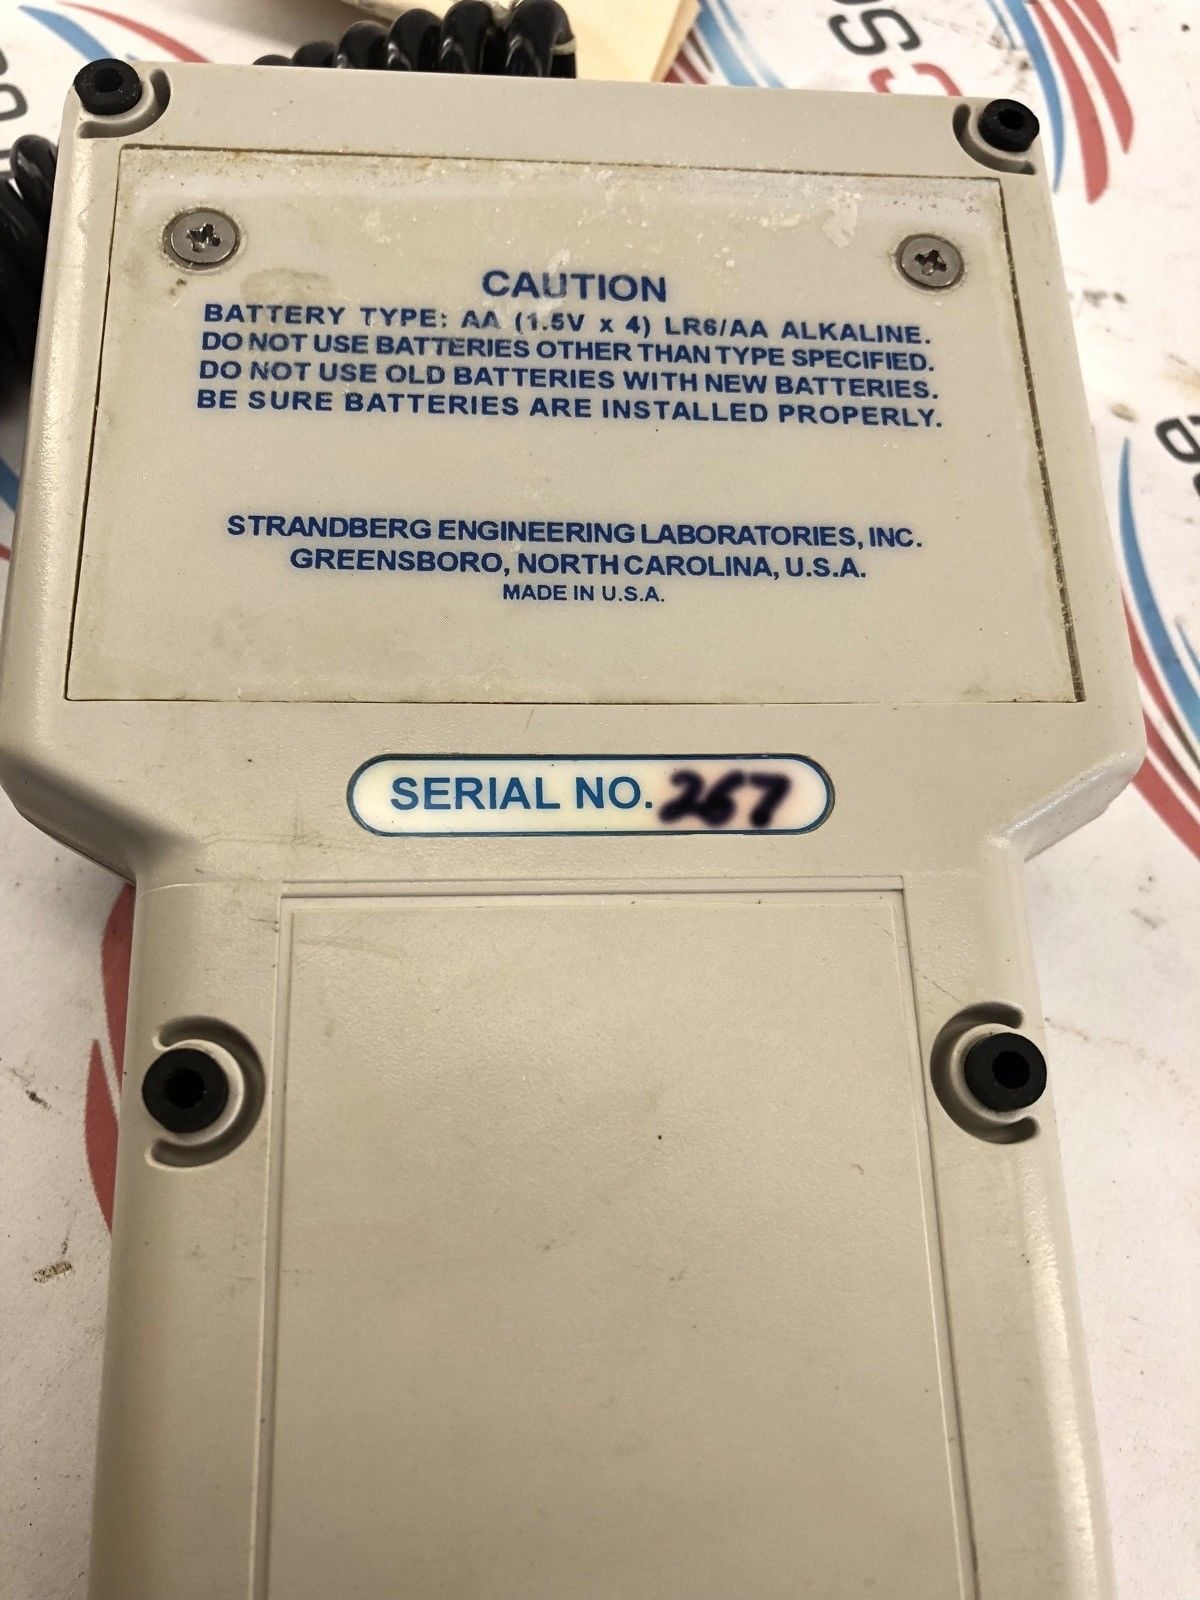 CAUTION
BATTERY TYPE: AA (1.5V x 4) LR6/AA ALKALINE.
DO NOT USE BATTERIES OTHER THAN TYPE SPECIFIED.
DO NOT USE OLD BATTERIES WITH NEW BATTERIES.
BE SURE BATTERIES ARE INSTALLED PROPERLY.
STRANDBERG ENGINEERING LABORATORIES, INC.
GREENSBORO, NORTH CAROLINA, U.S.A.
MADE IN U.S.A.
SERIAL NO. 267